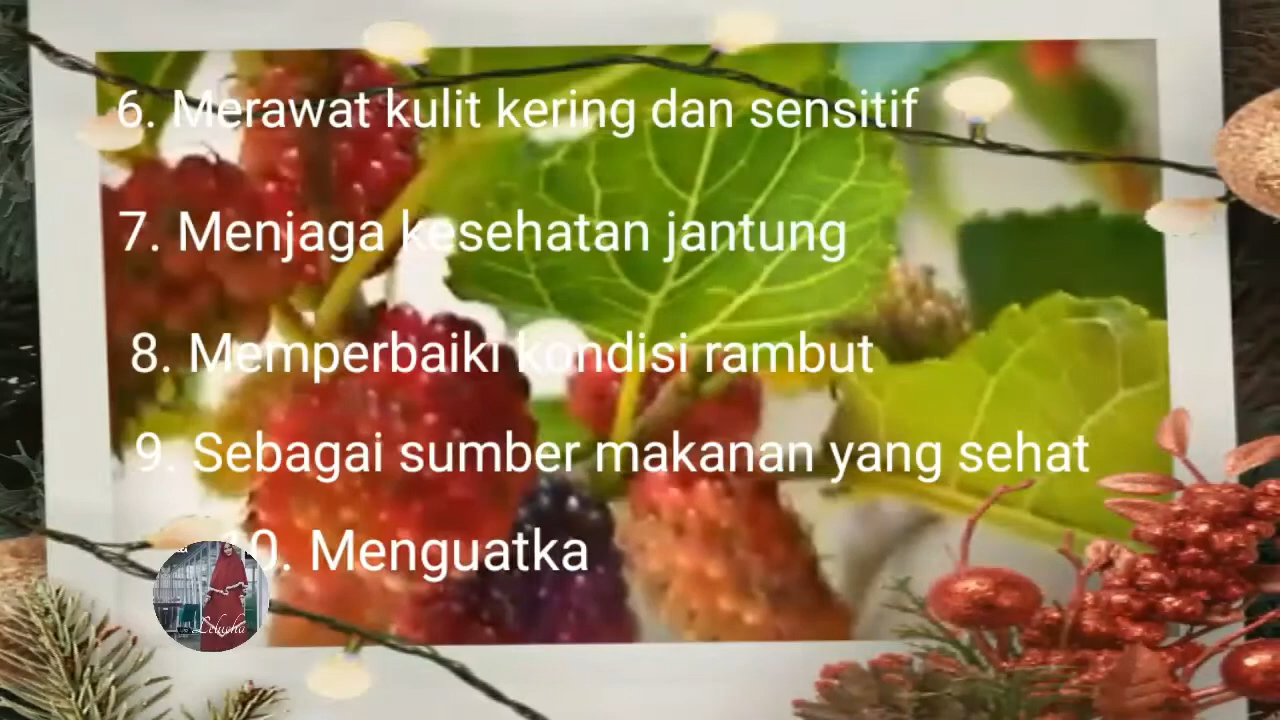 6. Merawat kulit kering dan sensitif
7. Menjaga kesehatan jantung
8. Memperbaiki kondisi rambut
9. Sebagai sumber makanan yang sehat
10. Menguatka